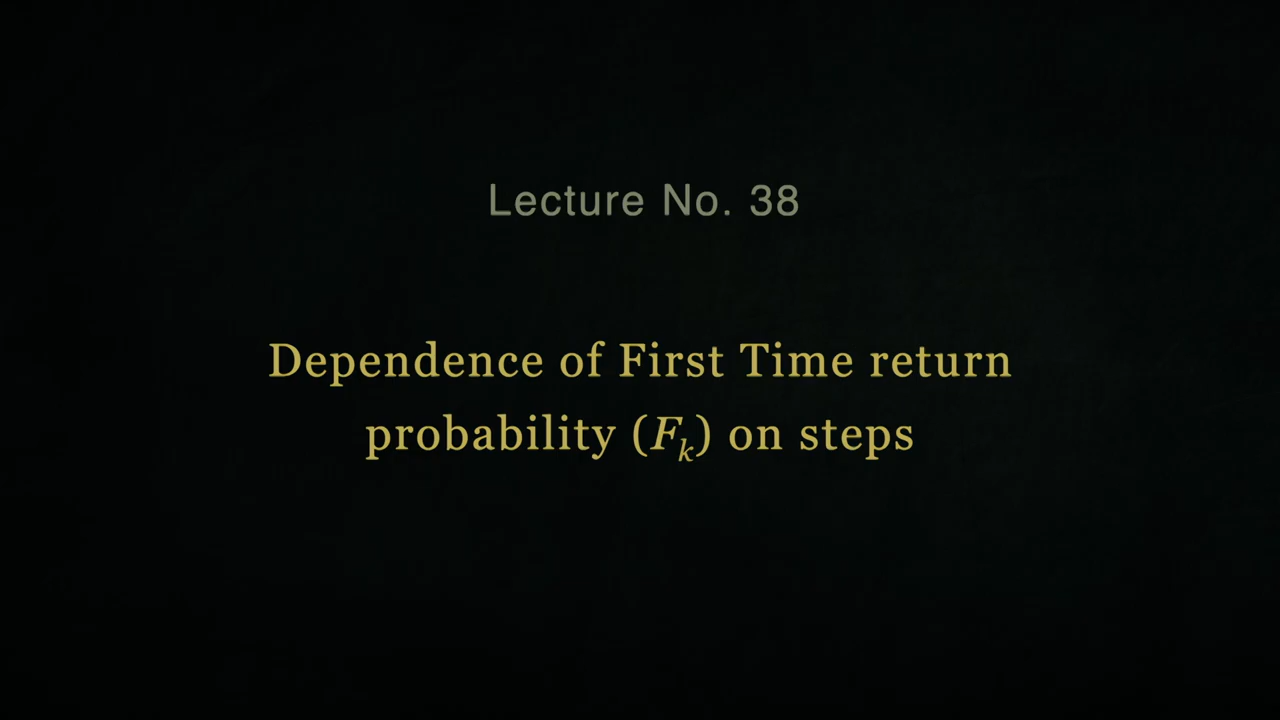 Lecture No. 38
Dependence of First Time return
probability (F_k) on steps